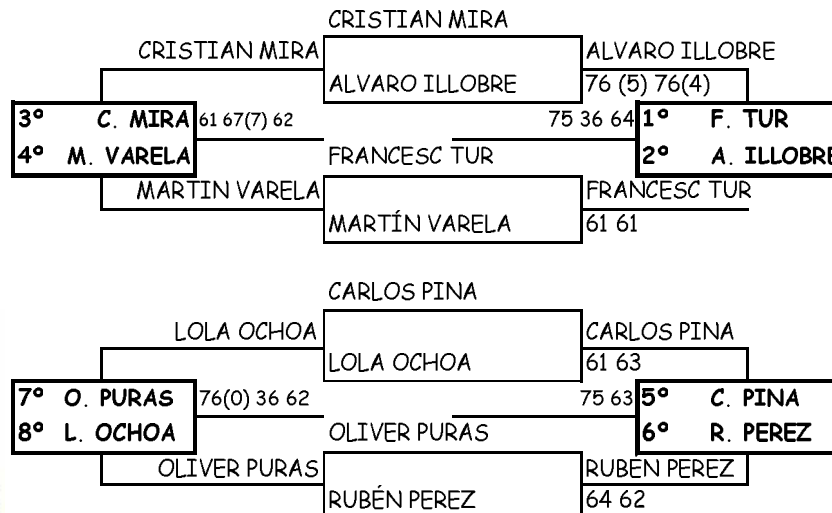 CRISTIAN MIRA
CRISTIAN MIRA
ALVARO ILLOBRE
ALVARO ILLOBRE
76 (5) 76(4)
3º C. MIRA
61 67(7) 62
75 36 64
1º F. TUR
4º M. VARELA
FRANCESC TUR
2º A. ILLOBRE
MARTIN VARELA
FRANCESC TUR
MARTÍN VARELA
61 61
CARLOS PINA
LOLA OCHOA
CARLOS PINA
LOLA OCHOA
61 63
7º O. PURAS
76(0) 36 62
75 63
5º C. PINA
8º L. OCHOA
OLIVER PURAS
6º R. PEREZ
OLIVER PURAS
RUBEN PEREZ
RUBÉN PEREZ
64 62